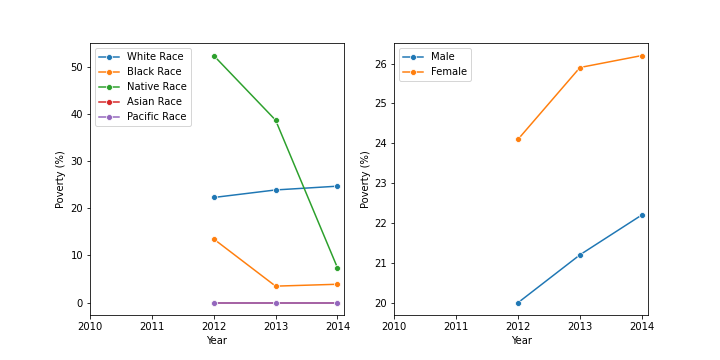 White Race
Black Race
Native Race
Asian Race
Pacific Race
50
40
30
20
10
0
Poverty (%)
2010 2011 2012 2013 2014
Year
Male
Female
26
25
24
23
22
21
20
Poverty (%)
2010 2011 2012 2013 2014
Year